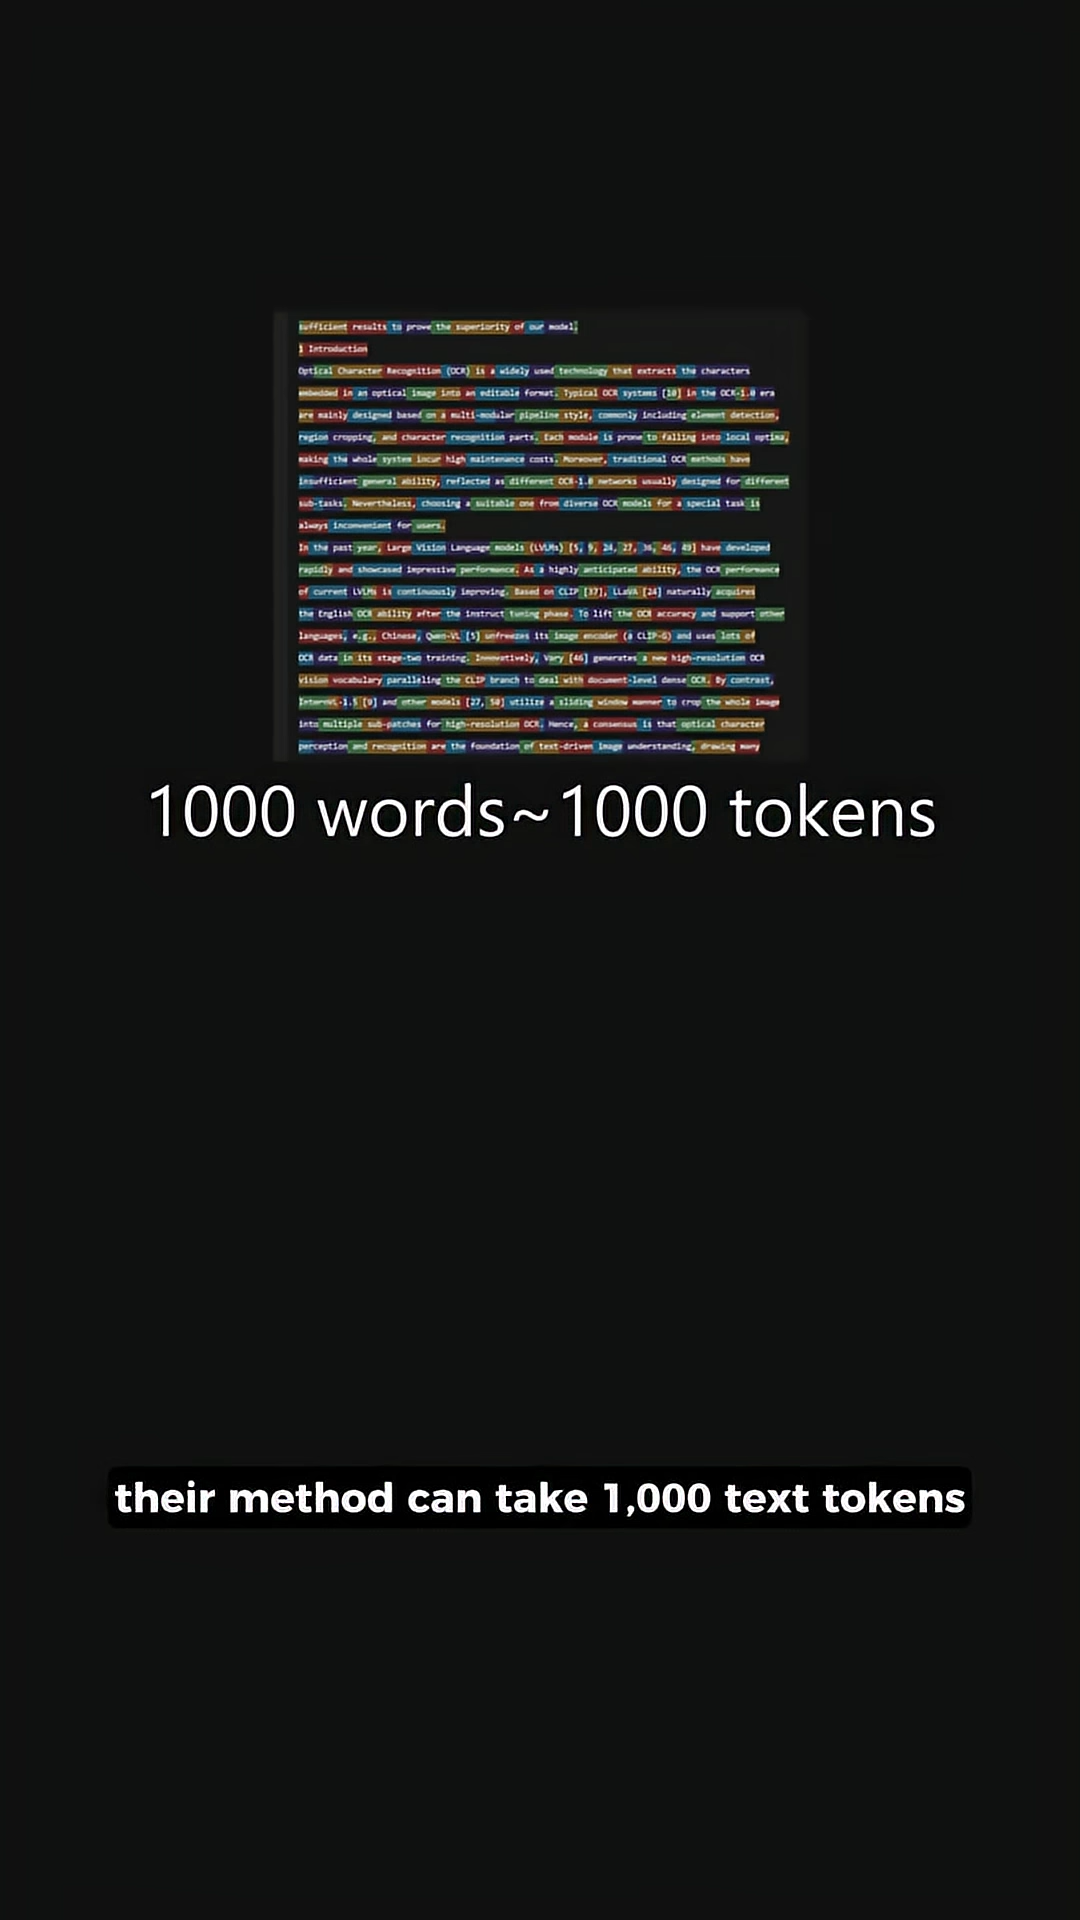 sufficient results to prove the superiority of our model.
1 Introduction
Optical Character Recognition (OCR) is a widely used technology that extracts the characters
embedded in an optical image into an editable format. Typical OCR systems [10] in the OCR-1.0 era
are mainly designed based on a multi-modular pipeline style, commonly including element detection,
region cropping, and character recognition parts. Each module is prone to falling into local optima,
making the whole system incur high maintenance costs. Moreover, traditional OCR methods have
insufficient general ability, reflected as different OCR-1.0 networks usually designed for different
sub-tasks. Nevertheless, choosing a suitable one from diverse OCR models for a special task is
always inconvenient for users.
In the past year, Large Vision Language models (LVLMs) [5, 9, 24, 27, 36, 46, 49] have developed
rapidly and showcased impressive performance. As a highly anticipated ability, the OCR performance
of current LVLMs is continuously improving. Based on CLIP [37], LLaVA [24] naturally acquires
the English OCR ability after the instruct tuning phase. To lift the OCR accuracy and support other
languages, e.g., Chinese, Qwen-VL [5] unfreezes its image encoder (a CLIP-G) and uses lots of
OCR data in its stage-two training. Innovatively, Vary [46] generates a new high-resolution OCR
vision vocabulary paralleling the CLIP branch to deal with document-level dense OCR. By contrast,
InternVL-1.5 [9] and other models [27, 50] utilize a sliding window manner to crop the whole image
into multiple sub-patches for high-resolution OCR. Hence, a consensus is that optical character
perception and recognition are the foundation of text-driven image understanding, drawing many
1000 words~1000 tokens
their method can take 1,000 text tokens